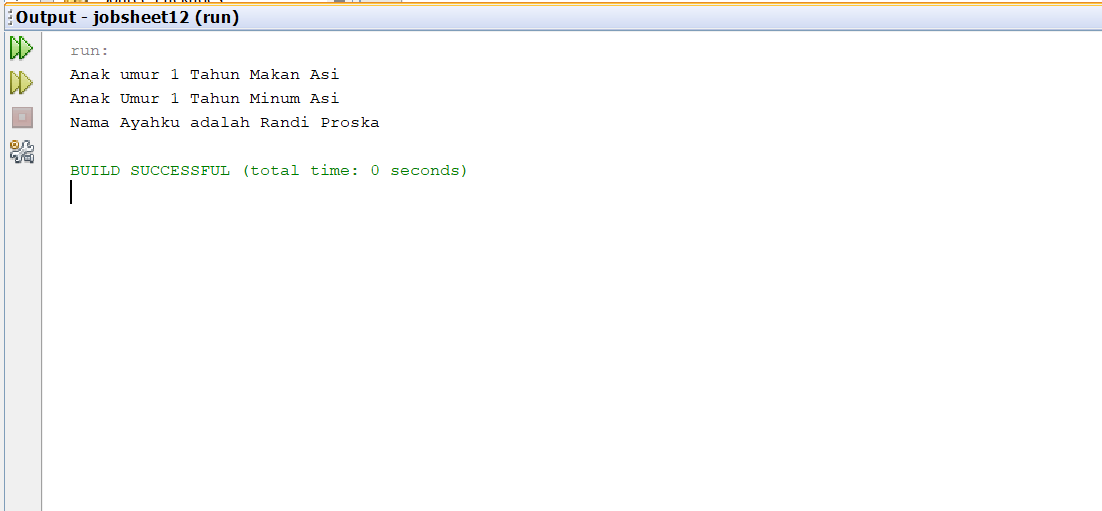 Output - jobsheet12 (run)
run:
Anak umur 1 Tahun Makan Asi
Anak Umur 1 Tahun Minum Asi
Nama Ayahku adalah Randi Proska
BUILD SUCCESSFUL (total time: 0 seconds)